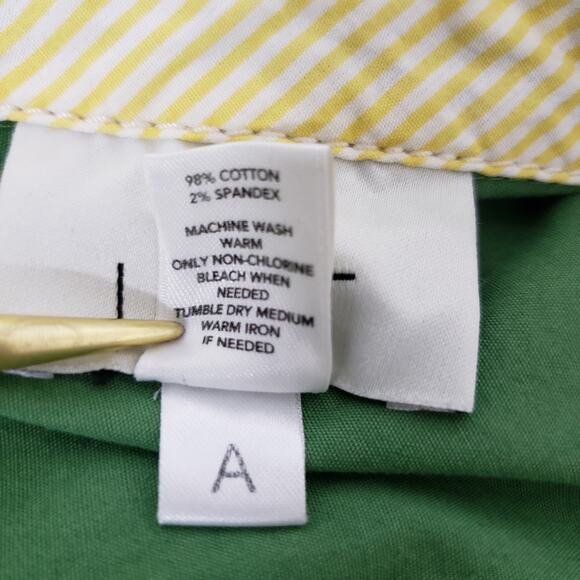 98% COTTON
2% SPANDEX
MACHINE WASH
WARM
ONLY NON-CHLORINE
BLEACH WHEN
NEEDED
TUMBLE DRY MEDIUM
WARM IRON
IF NEEDED
A